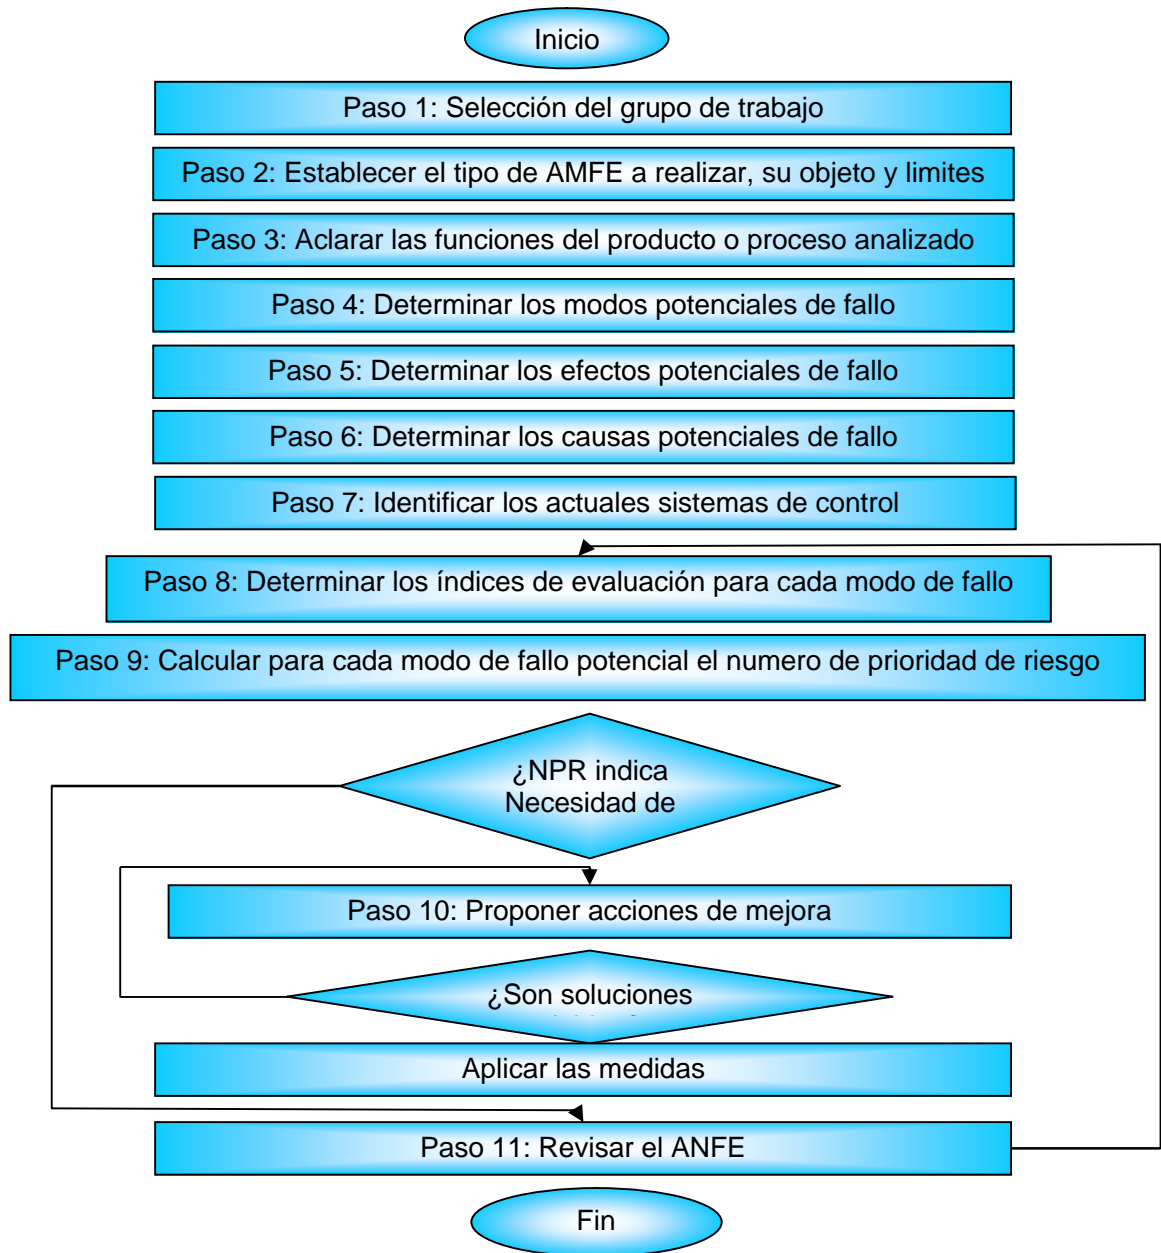 Inicio
Paso 1: Selección del grupo de trabajo
Paso 2: Establecer el tipo de AMFE a realizar, su objeto y limites
Paso 3: Aclarar las funciones del producto o proceso analizado
Paso 4: Determinar los modos potenciales de fallo
Paso 5: Determinar los efectos potenciales de fallo
Paso 6: Determinar los causas potenciales de fallo
Paso 7: Identificar los actuales sistemas de control
Paso 8: Determinar los índices de evaluación para cada modo de fallo
Paso 9: Calcular para cada modo de fallo potencial el numero de prioridad de riesgo
¿NPR indica
Necesidad de
Paso 10: Proponer acciones de mejora
¿Son soluciones
Aplicar las medidas
Paso 11: Revisar el ANFE
Fin